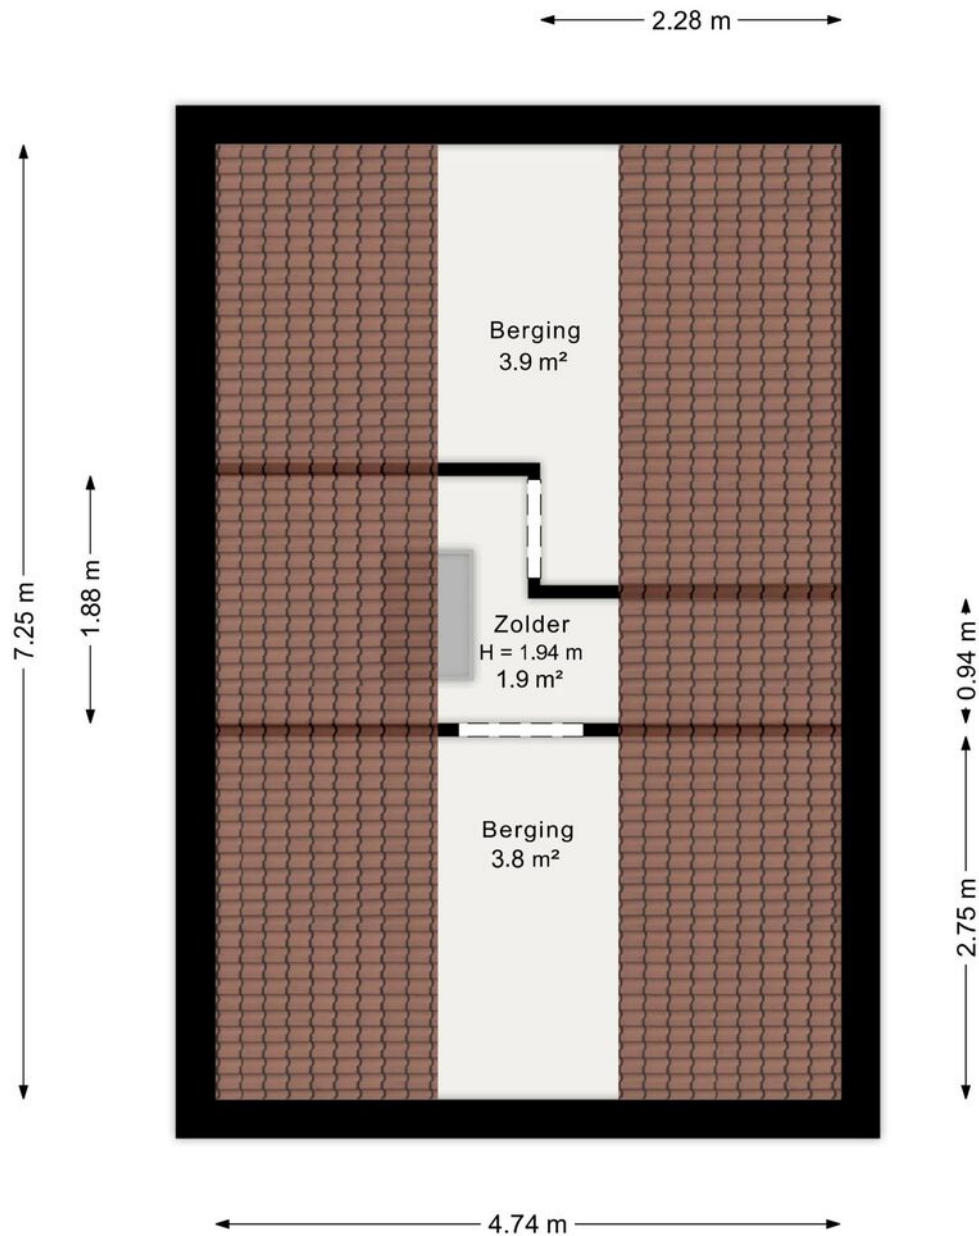 2.28 m
Berging
3.9 m²
7.25 m
1.88 m
Zolder
H = 1.94 m
1.9 m²
0.94 m
Berging
3.8 m²
2.75 m
4.74 m